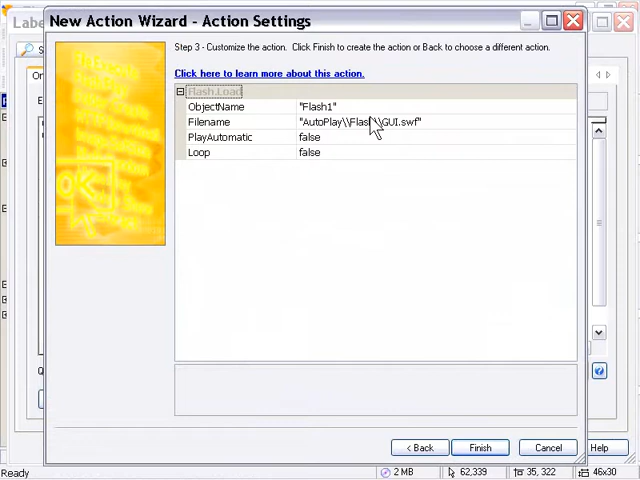 Label
New Action Wizard - Action Settings
Step 3 - Customize the action. Click Finish to create the action or Back to choose a different action.
Click here to learn more about this action.
Flash.Load
ObjectName "Flash1"
Filename "AutoPlay\\Flash\\GUI.swf"
PlayAutomatic false
Loop false
OK
< Back Finish Cancel Help
Ready 2 MB 62,339 35, 322 46x30